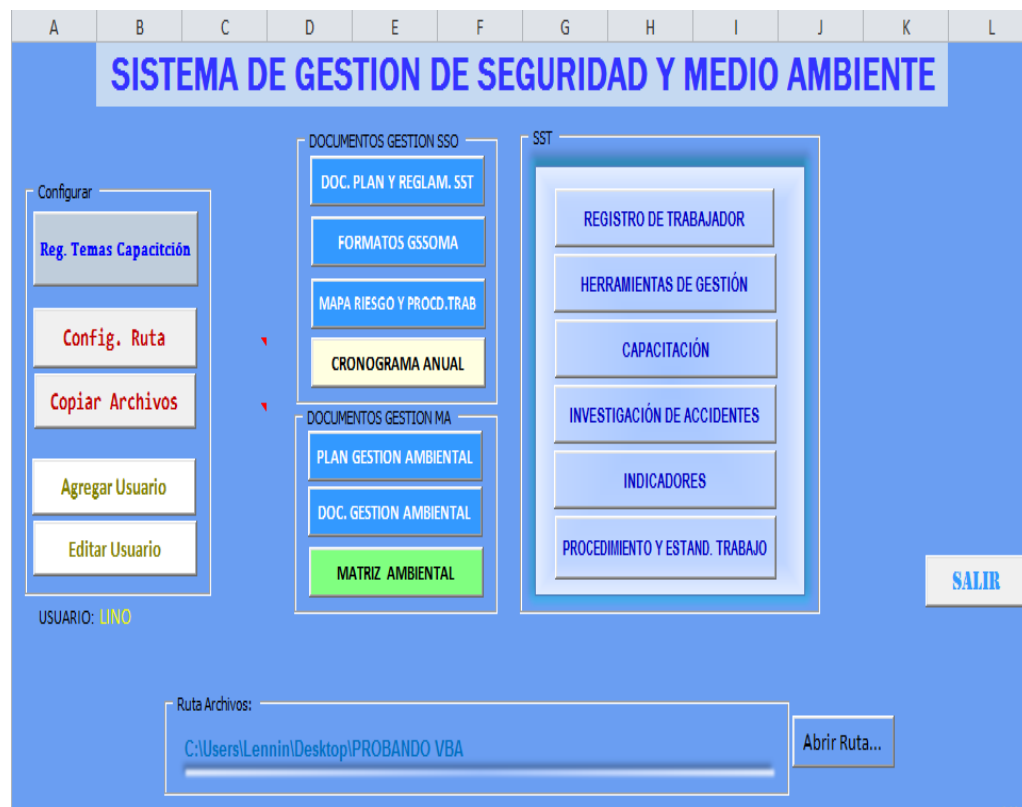 A B C D E F G H I J K L
SISTEMA DE GESTION DE SEGURIDAD Y MEDIO AMBIENTE
Configurar
Reg. Temas Capacitción
Config. Ruta
Copiar Archivos
Agregar Usuario
Editar Usuario
USUARIO: LINO
DOCUMENTOS GESTION SSO
DOC. PLAN Y REGLAM. SST
FORMATOS GSSOMA
MAPA RIESGO Y PROCD.TRAB
CRONOGRAMA ANUAL
DOCUMENTOS GESTION MA
PLAN GESTION AMBIENTAL
DOC. GESTION AMBIENTAL
MATRIZ AMBIENTAL
SST
REGISTRO DE TRABAJADOR
HERRAMIENTAS DE GESTIÓN
CAPACITACIÓN
INVESTIGACIÓN DE ACCIDENTES
INDICADORES
PROCEDIMIENTO Y ESTAND. TRABAJO
SALIR
Ruta Archivos:
C:\Users\Lennin\Desktop\PROBANDO VBA
Abrir Ruta...